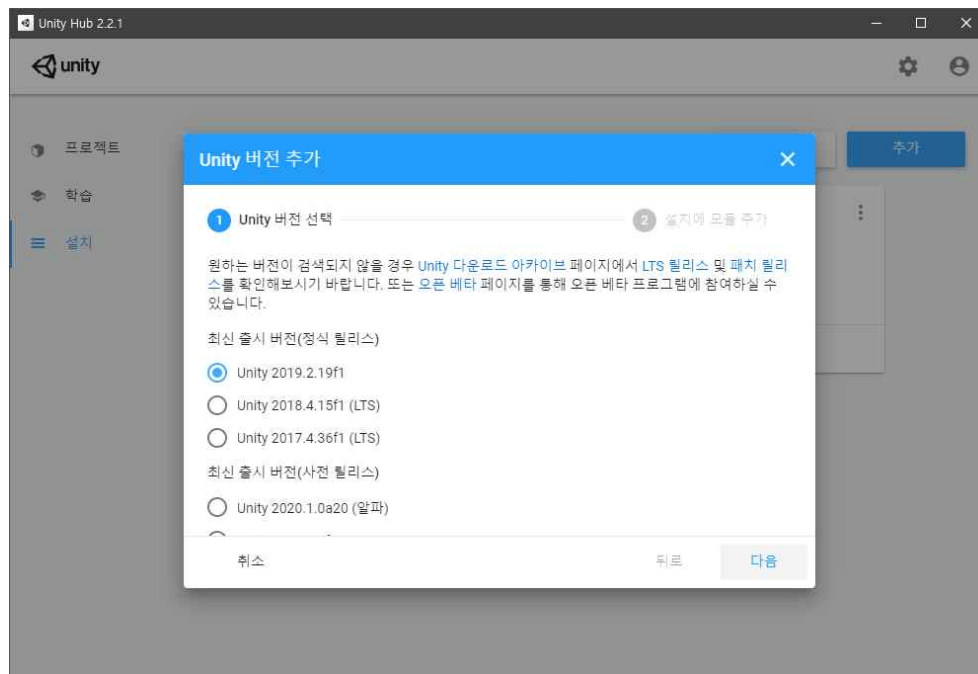 Unity Hub 2.2.1
unity
프로젝트
학습
설치
추가
Unity 버전 추가
1 Unity 버전 선택
2 설치에 모듈 추가
원하는 버전이 검색되지 않을 경우 Unity 다운로드 아카이브 페이지에서 LTS 릴리스 및 패치 릴리
스를 확인해보시기 바랍니다. 또는 오픈 베타 페이지를 통해 오픈 베타 프로그램에 참여하실 수
있습니다.
최신 출시 버전(정식 릴리스)
Unity 2019.2.19f1
Unity 2018.4.15f1 (LTS)
Unity 2017.4.36f1 (LTS)
최신 출시 버전(사전 릴리스)
Unity 2020.1.0a20 (알파)
취소
뒤로
다음